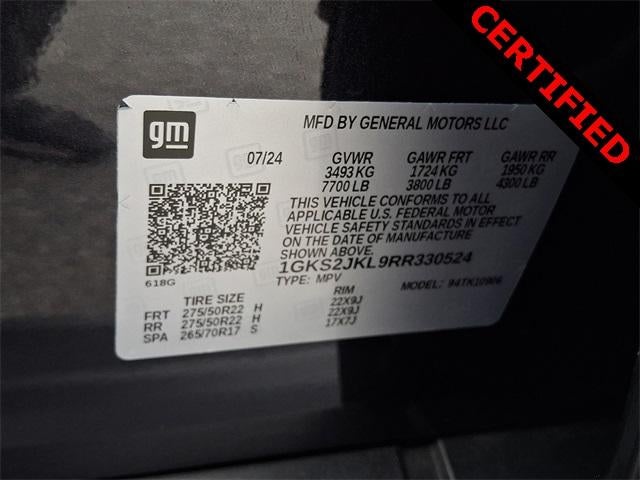 CERTIFIED
gm
MFD BY GENERAL MOTORS LLC
07/24 GVWR GAWR FRT GAWR RR
3493 KG 1724 KG 1950 KG
7700 LB 3800 LB 4300 LB
THIS VEHICLE CONFORMS TO ALL
APPLICABLE U.S. FEDERAL MOTOR
VEHICLE SAFETY STANDARDS IN EFFECT
ON THE DATE OF MANUFACTURE
SHOWN ABOVE.
1GKS2JKL9RR330524
618G TYPE: MPV MODEL: 94TK10906
TIRE SIZE RIM
FRT 275/50R22 H 22X9J
RR 275/50R22 H 22X9J
SPA 265/70R17 S 17X7J